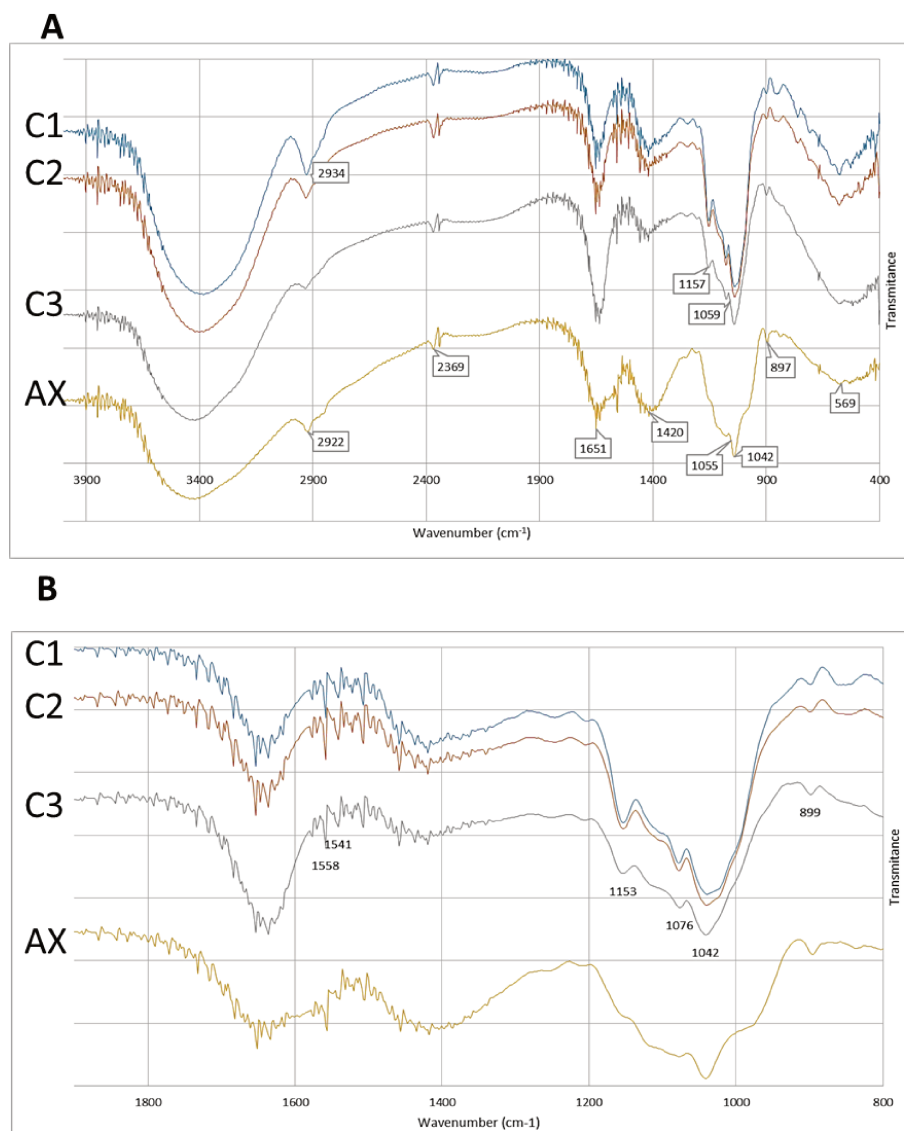 A
C1
2934
C2
1157
Transmitance
C3
1059
2369
897
AX
569
2922
1651
1420
1055
1042
3900 3400 2900 2400 1900 1400 900 400
Wavenumber (cm-1)
B
C1
C2
C3
899
1541
1558
Transmitance
1153
1076
AX
1042
1800 1600 1400 1200 1000 800
Wavenumber (cm-1)